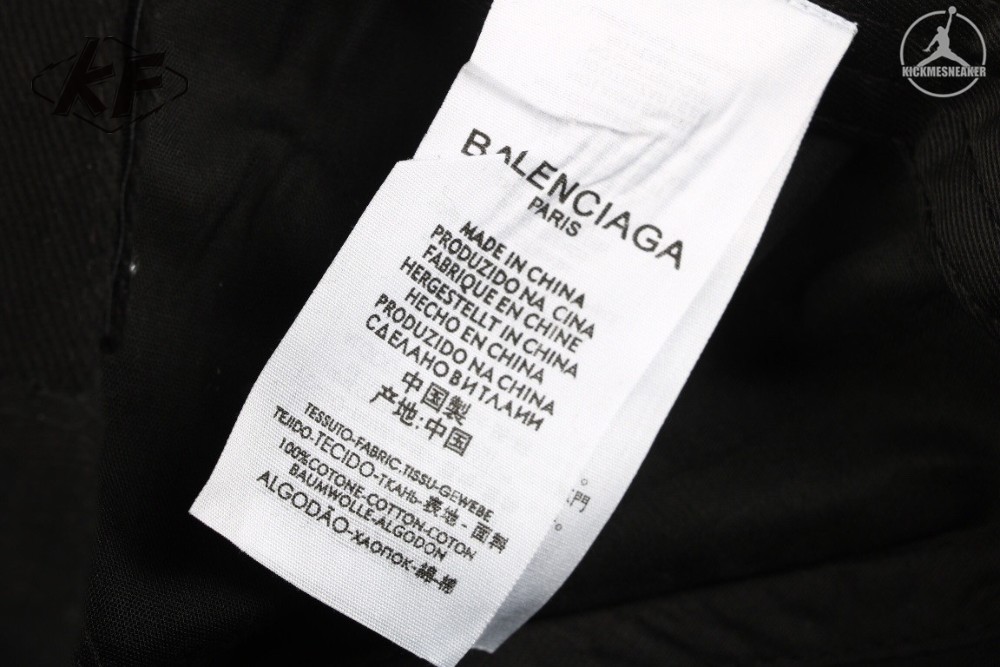 KF
KICKMESNEAKER
BALENCIAGA
PARIS
MADE IN CHINA
PRODUZIDO NA, CINA
FABRIQUE EN CHINE
HERGESTELLT IN CHINA
HECHO EN CHINA
PRODUZIDO NA CHINA
СДЕЛАНО В ИТЛАИИ
中国製
产地:中国
TESSUTO-FABRIC.TISSU-GEWEBE
TEJIDO-TECIDO-ТКАНЬ-表地-面料
100%COTONE-COTTON-COTON
BAUMWOLLE-ALGODON
ALGODÃO-ХАОПОК-綿-棉